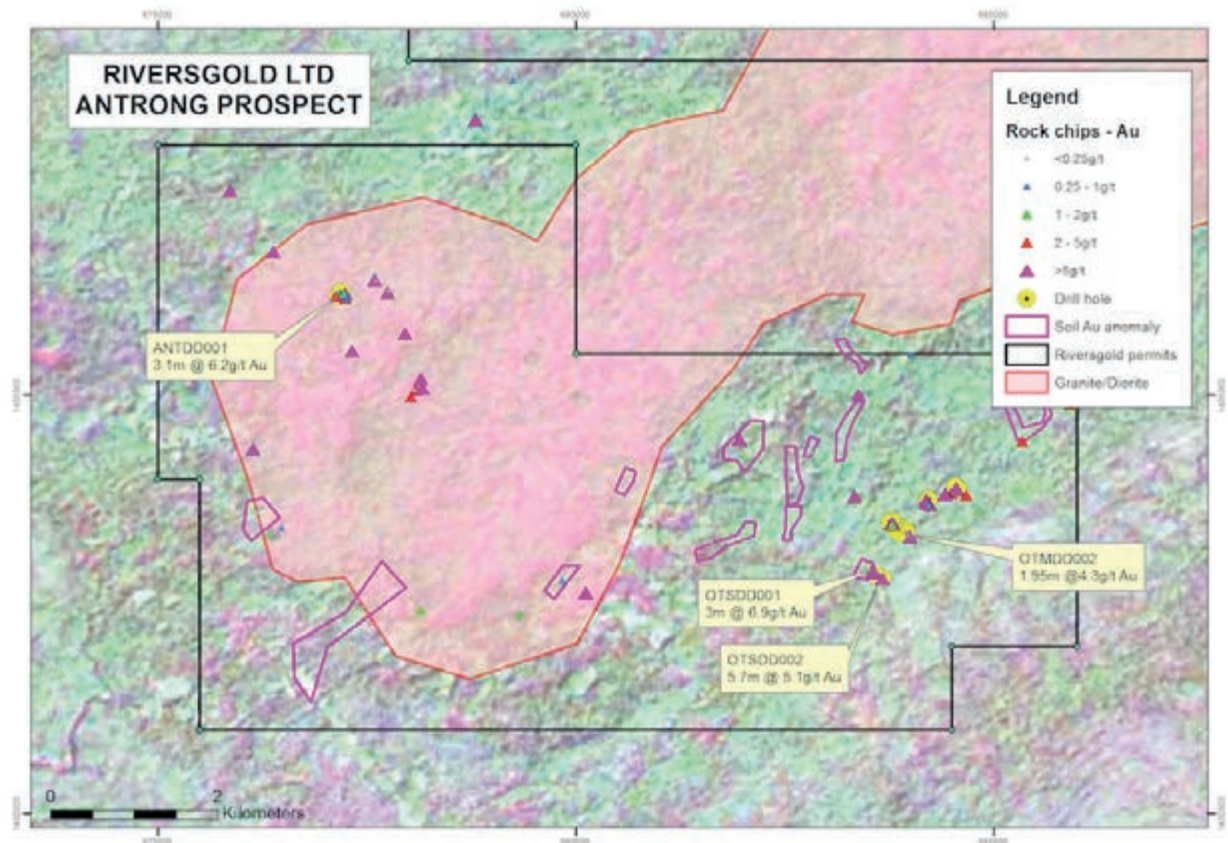 RIVERSGOLD LTD
ANTRONG PROSPECT
Legend
Rock chips - Au
<0.25g/t
0.25 - 1g/t
1 - 2g/t
2 - 5g/t
>5g/t
Drill hole
Soil Au anomaly
Riversgold permits
Granite/Diorite
ANTDD001
3.1m @ 6.2g/t Au
OTMDD002
1.95m @4.3g/t Au
OTSDD001
3m @ 6.9g/t Au
OTSDD002
5.7m @ 5.1g/t Au
0 2
Kilometers